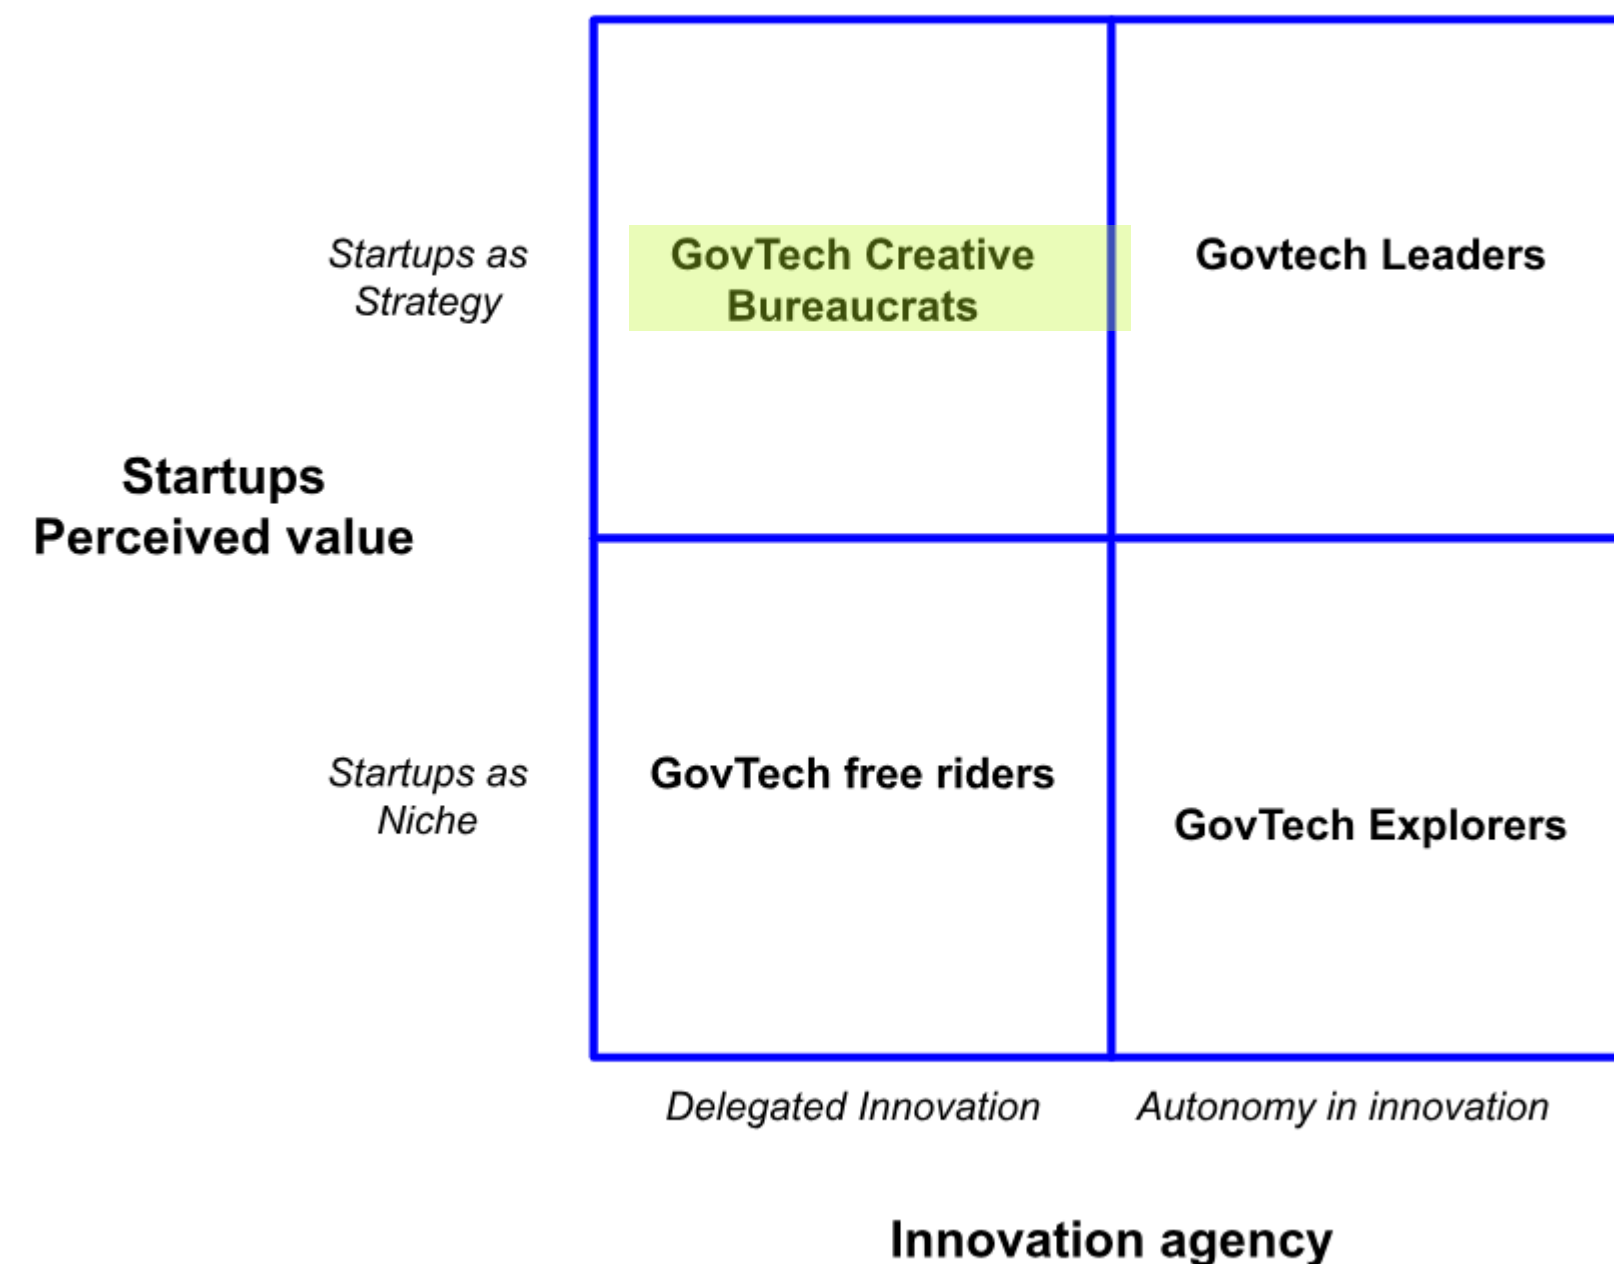 Startups as
Strategy
GovTech Creative
Bureaucrats
Govtech Leaders
Startups
Perceived value
Startups as
Niche
GovTech free riders
GovTech Explorers
Delegated Innovation
Autonomy in innovation
Innovation agency